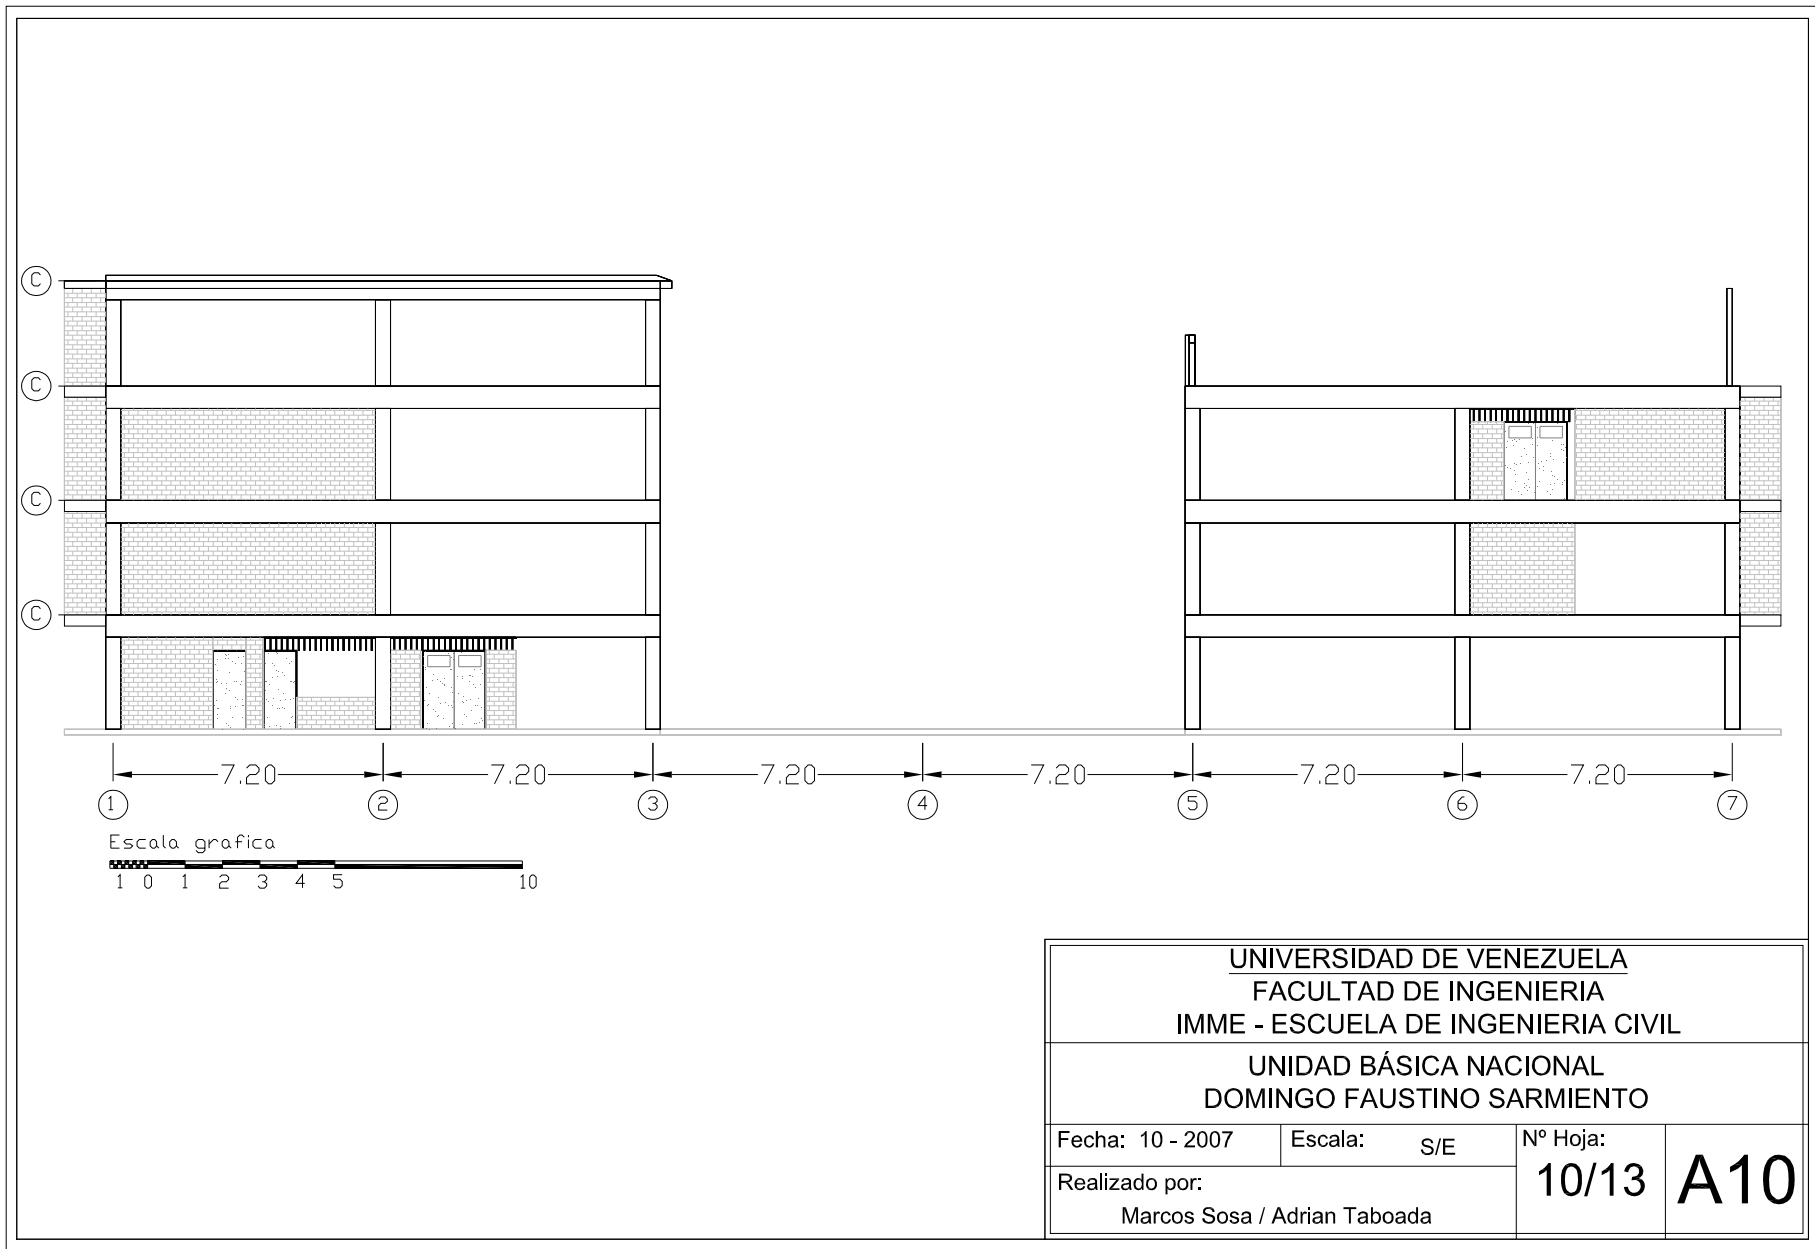 C
C
C
C
7.20 7.20 7.20 7.20 7.20 7.20
1 2 3 4 5 6 7
Escala grafica
1 0 1 2 3 4 5 10
UNIVERSIDAD DE VENEZUELA
FACULTAD DE INGENIERIA
IMME - ESCUELA DE INGENIERIA CIVIL
UNIDAD BÁSICA NACIONAL
DOMINGO FAUSTINO SARMIENTO
Fecha: 10 - 2007
Escala: S/E
Nº Hoja:
10/13
A10
Realizado por:
Marcos Sosa / Adrian Taboada